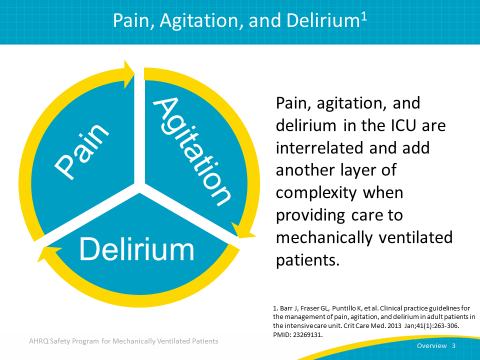 Pain, Agitation, and Delirium1
Pain
Agitation
Delirium
Pain, agitation, and
delirium in the ICU are
interrelated and add
another layer of
complexity when
providing care to
mechanically ventilated
patients.
1. Barr J, Fraser GL, Puntillo K, et al. Clinical practice guidelines for
the management of pain, agitation, and delirium in adult patients in
the intensive care unit. Crit Care Med. 2013 Jan;41(1):263-306.
PMID: 23269131.
AHRQ Safety Program for Mechanically Ventilated Patients
Overview 3